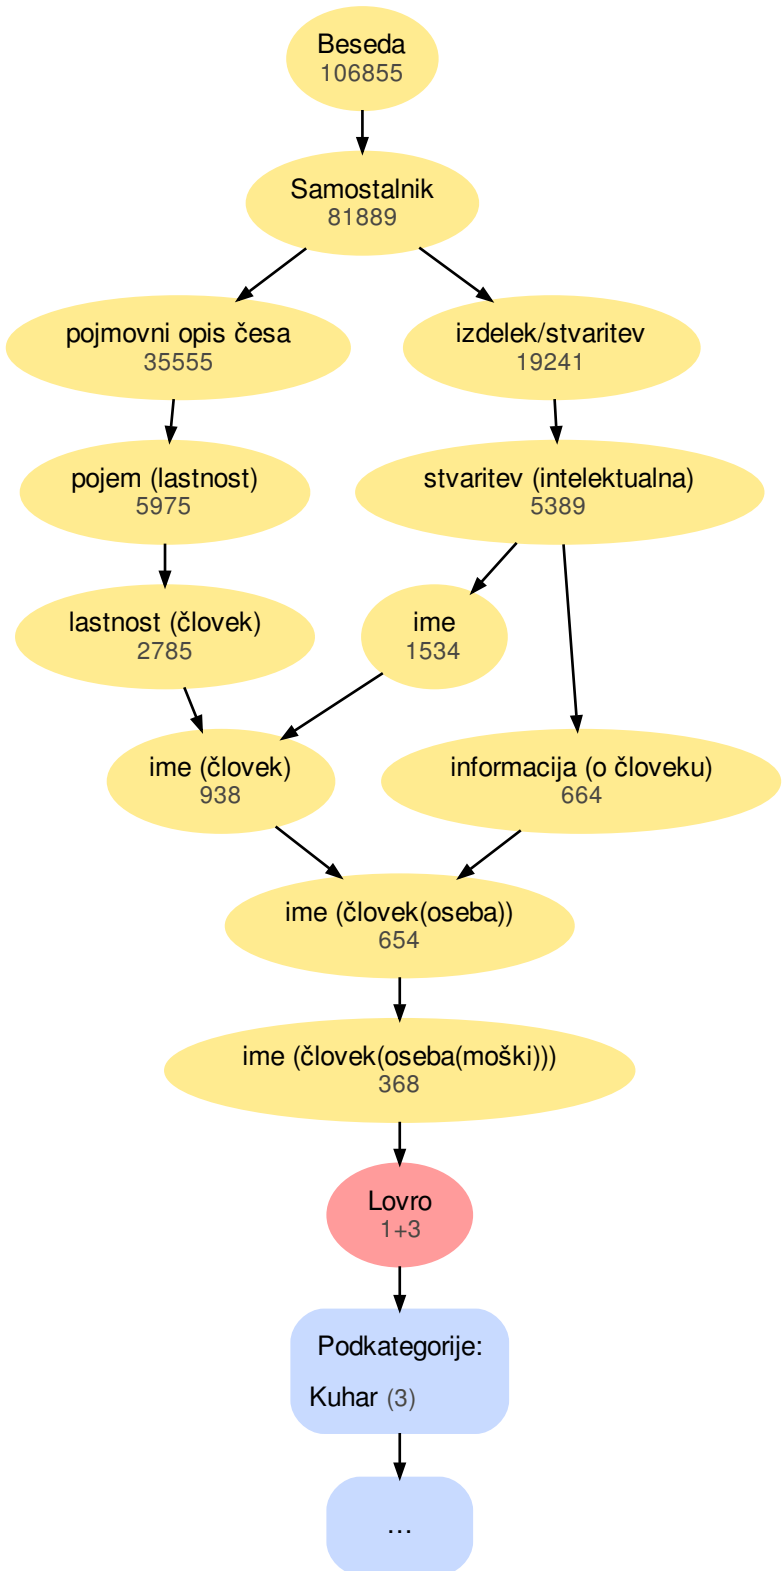 Beseda
106855
Samostalnik
81889
pojmovni opis česa
35555
izdelek/stvaritev
19241
pojem (lastnost)
5975
stvaritev (intelektualna)
5389
lastnost (človek)
2785
ime
1534
ime (človek)
938
informacija (o človeku)
664
ime (človek(oseba))
654
ime (človek(oseba(moški)))
368
Lovro
1+3
Podkategorije:
Kuhar (3)
...